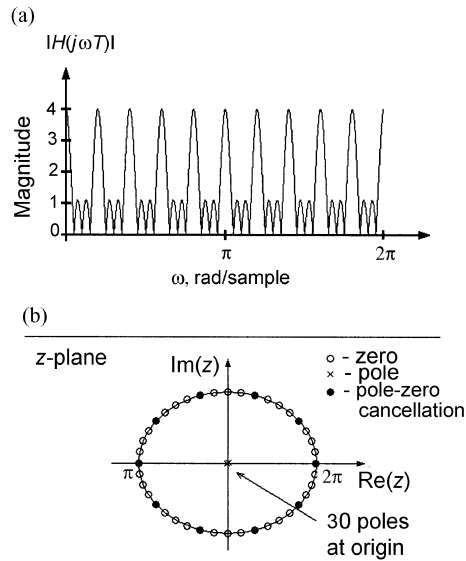 (a)
|H(jωT)|
Magnitude
4
3
2
1
0
π
2π
ω, rad/sample
(b)
z-plane
Im(z)
○ - zero
× - pole
● - pole-zero
cancellation
π
2π
Re(z)
30 poles
at origin